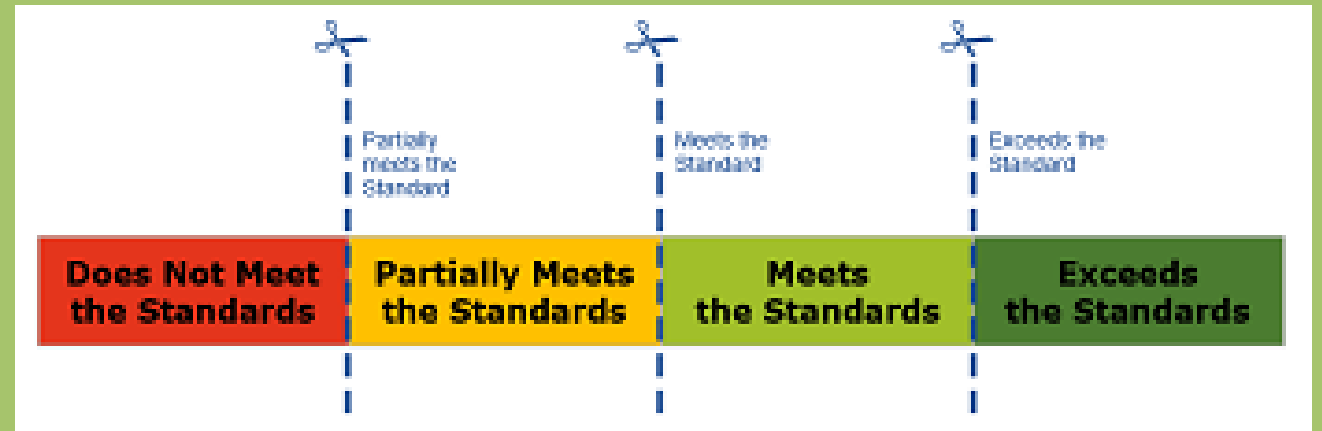 Partially
meets the
Standard
Meets the
Standard
Exceeds the
Standard
Does Not Meet
the Standards
Partially Meets
the Standards
Meets
the Standards
Exceeds
the Standards